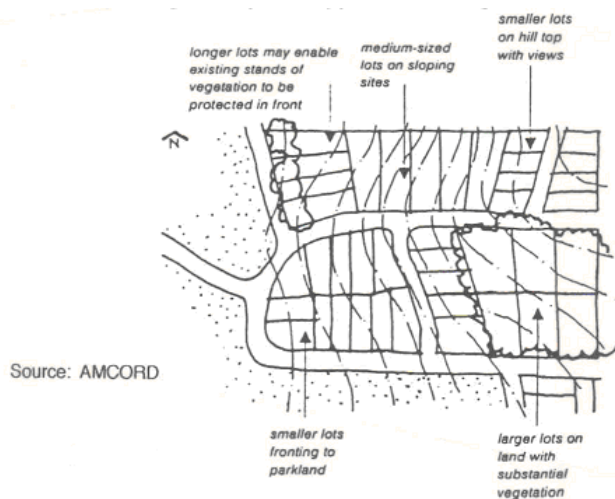 smaller lots
on hill top
with views
longer lots may enable
existing stands of
vegetation to be
protected in front
medium-sized
lots on sloping
sites
N
Source: AMCORD
smaller lots
fronting to
parkland
larger lots on
land with
substantial
vegetation